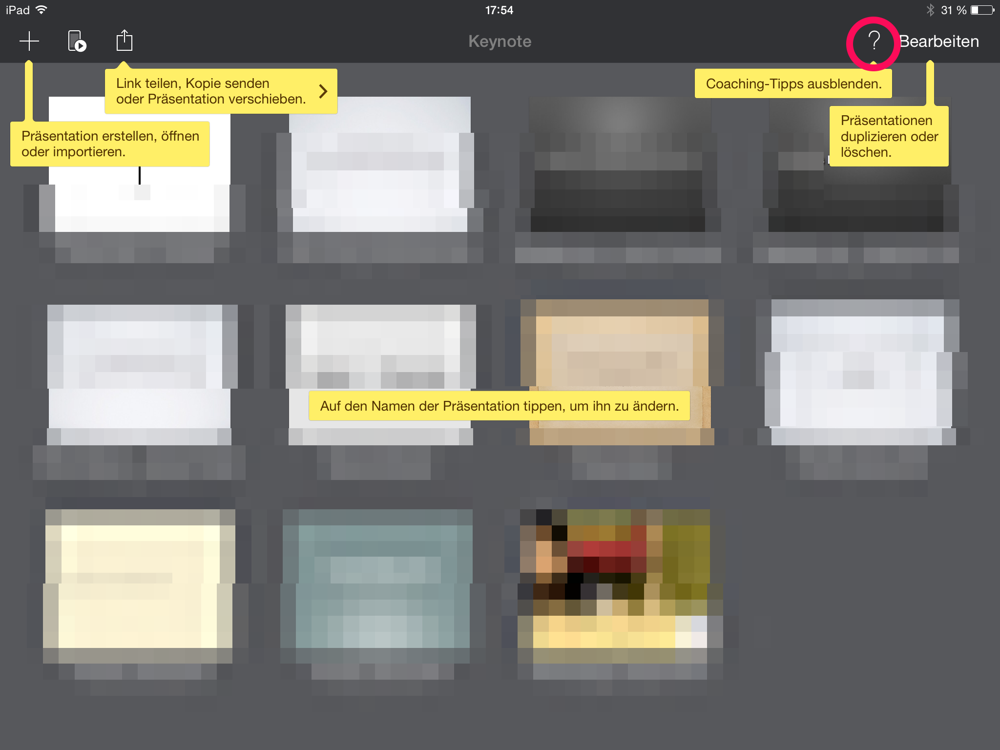 iPad
17:54
31 %
Keynote
?
Bearbeiten
Link teilen, Kopie senden
oder Präsentation verschieben.
Coaching-Tipps ausblenden.
Präsentation erstellen, öffnen
oder importieren.
Präsentationen
duplizieren oder
löschen.
Auf den Namen der Präsentation tippen, um ihn zu ändern.